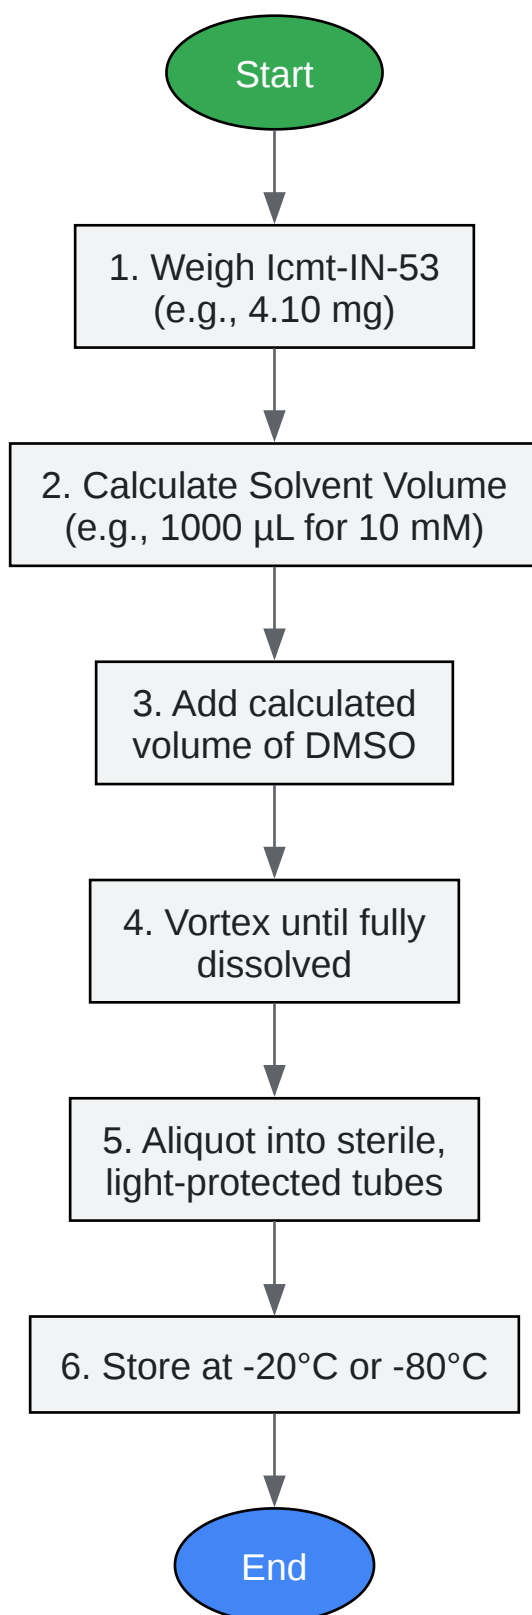 Start
1. Weigh Icmt-IN-53
(e.g., 4.10 mg)
2. Calculate Solvent Volume
(e.g., 1000 µL for 10 mM)
3. Add calculated
volume of DMSO
4. Vortex until fully
dissolved
5. Aliquot into sterile,
light-protected tubes
6. Store at -20°C or -80°C
End